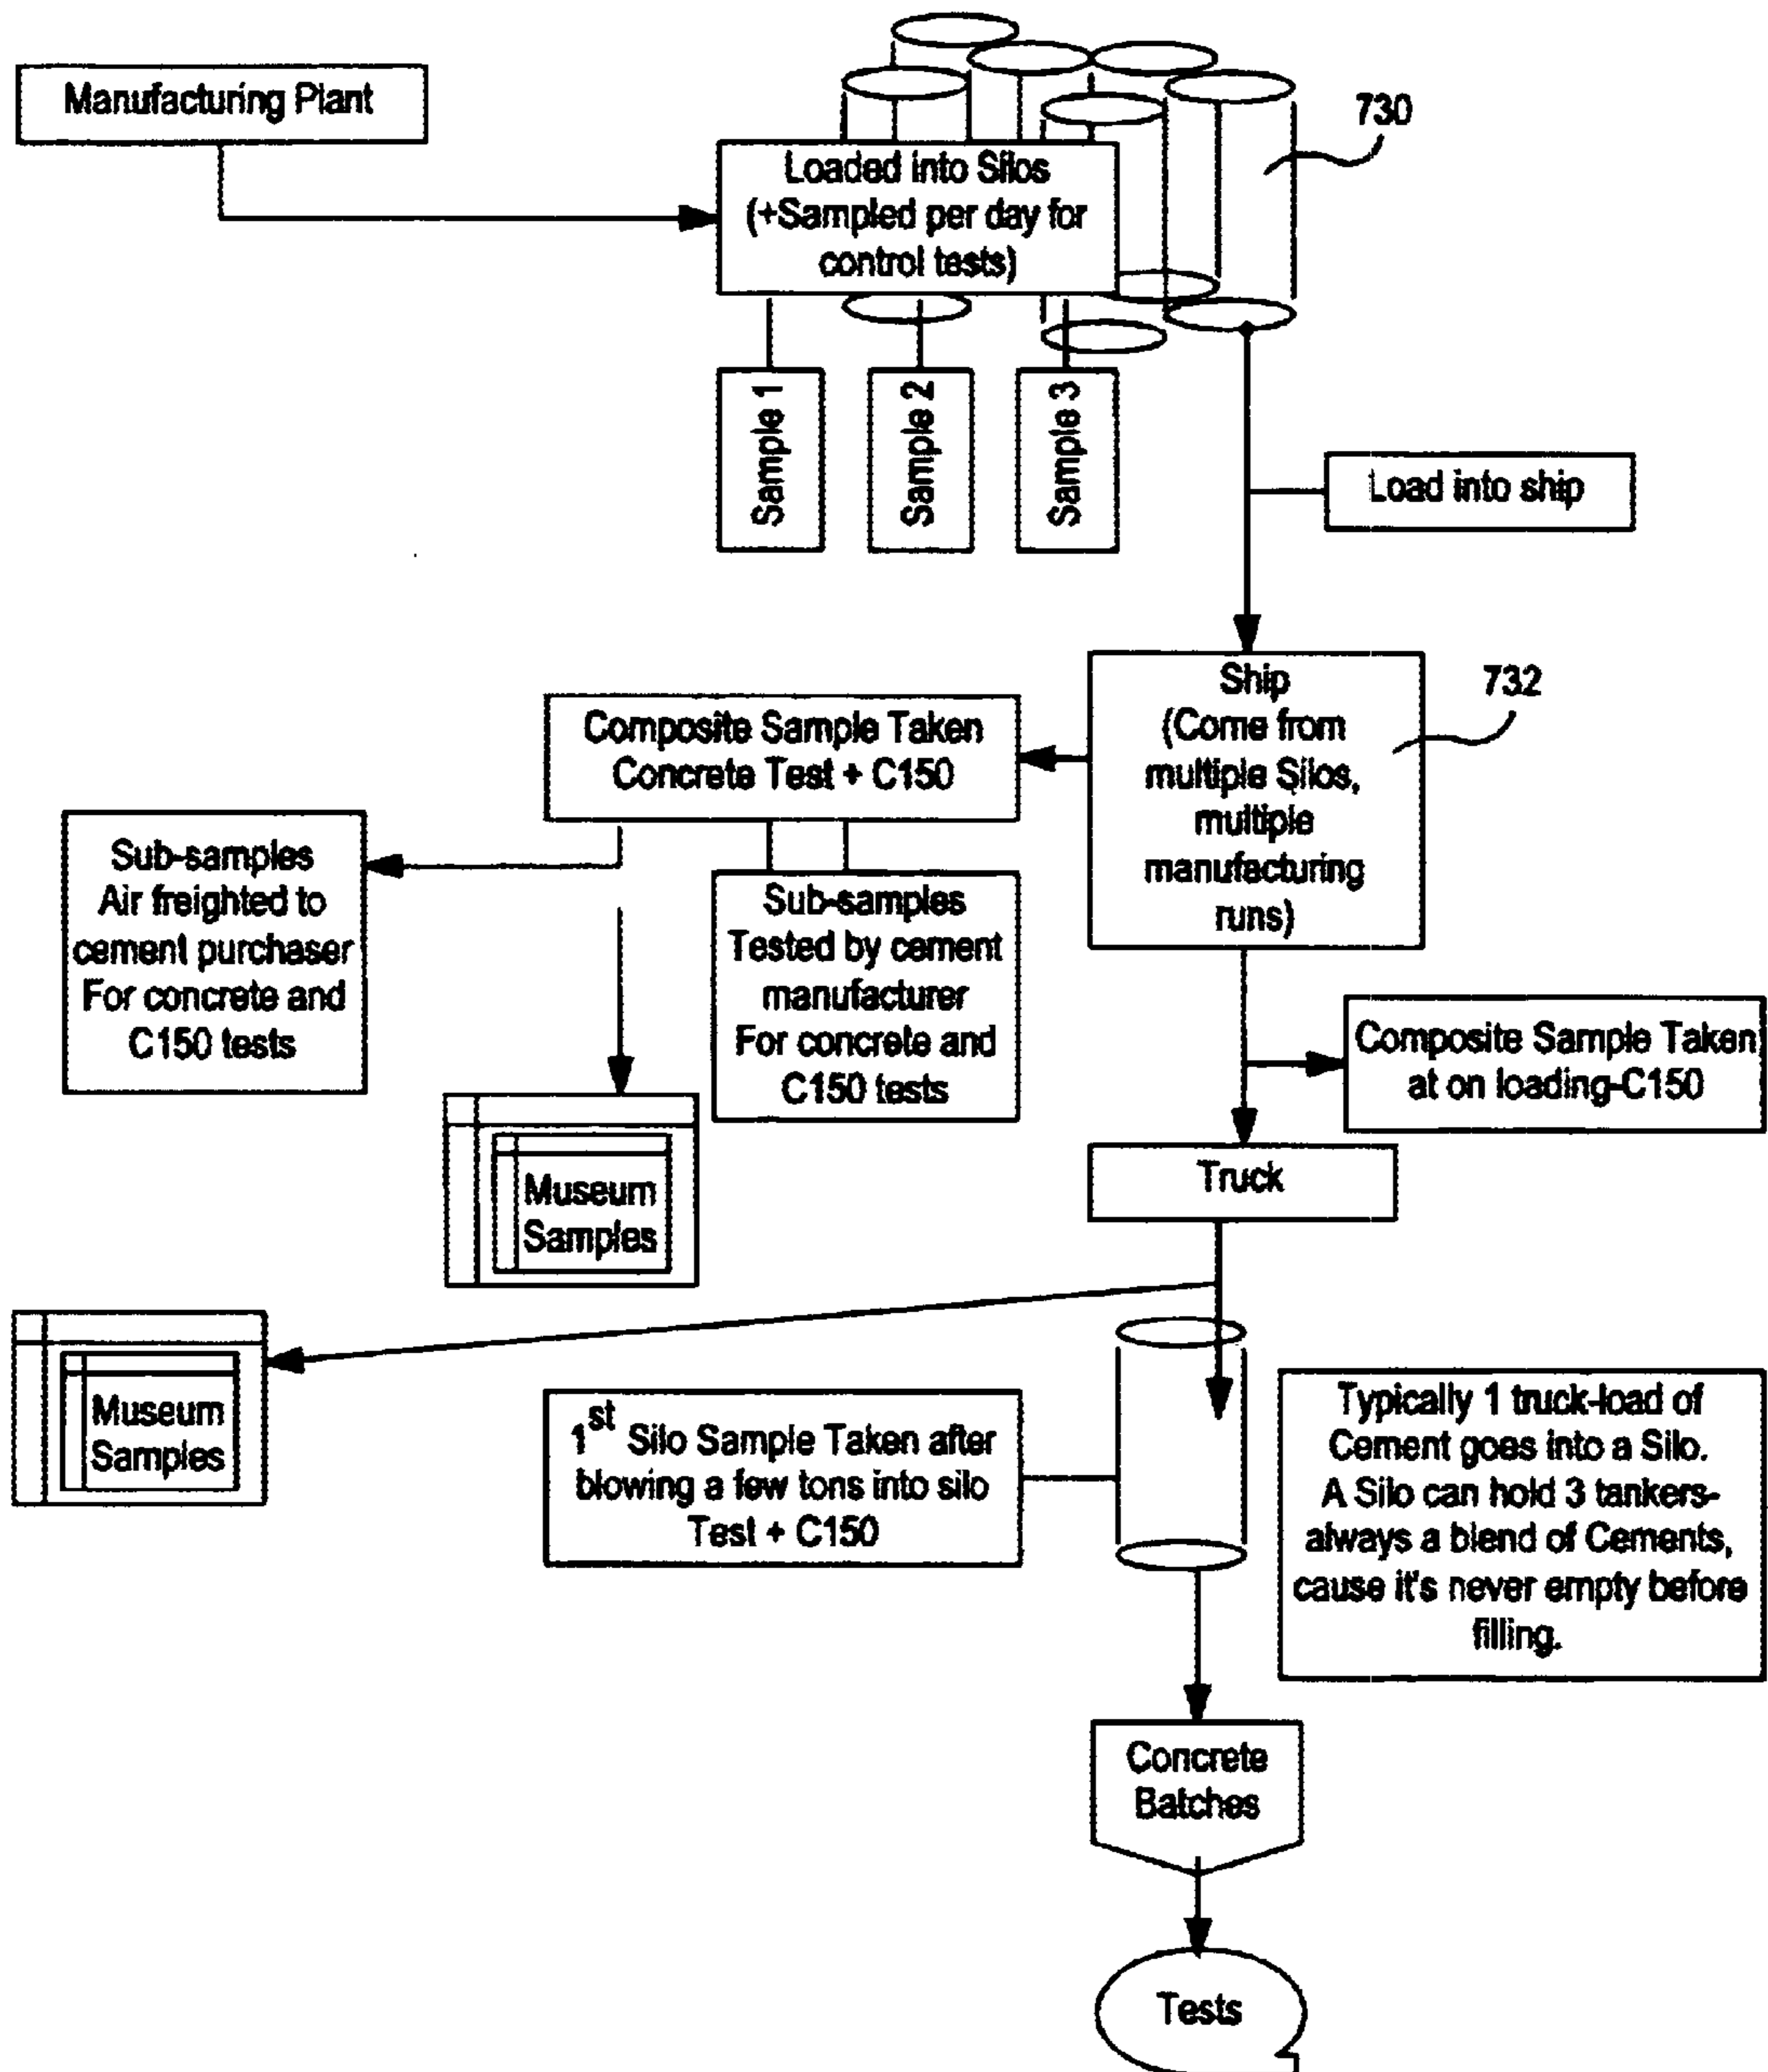 Manufacturing Plant
730
Loaded into Silos
(+Sampled per day for
control tests)
Sample 1
Sample 2
Sample 3
Load into ship
732
Ship
(Come from
multiple Silos,
multiple
manufacturing
runs)
Composite Sample Taken
Concrete Test + C150
Sub-samples
Air freighted to
cement purchaser
For concrete and
C150 tests
Sub-samples
Tested by cement
manufacturer
For concrete and
C150 tests
Composite Sample Taken
at on loading-C150
Museum
Samples
Truck
Museum
Samples
1st Silo Sample Taken after
blowing a few tons into silo
Test + C150
Typically 1 truck-load of
Cement goes into a Silo.
A Silo can hold 3 tankers-
always a blend of Cements,
cause it's never empty before
filling.
Concrete
Batches
Tests